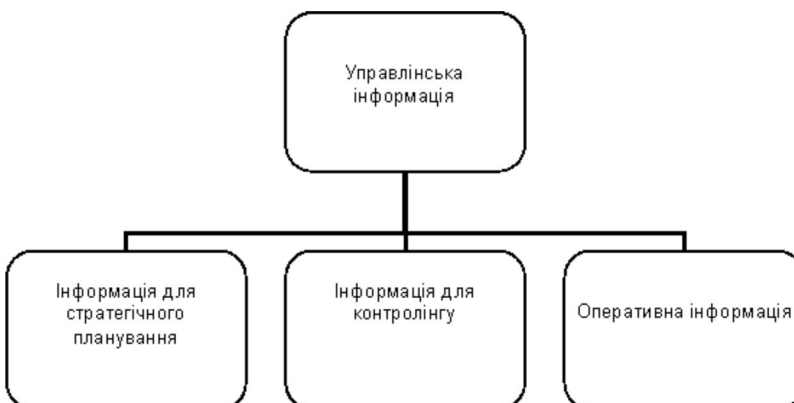 Управлінська
інформація
Інформація для
стратегічного
планування
Інформація для
контролінгу
Оперативна інформація